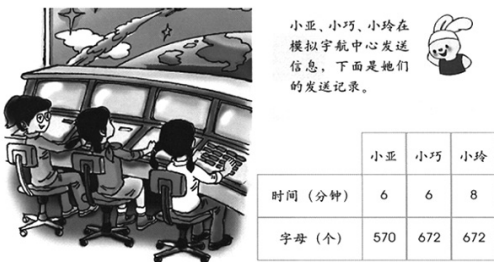 小亚、小巧、小玲在
模拟宇航中心发送
信息，下面是她们
的发送记录。
小亚 小巧 小玲
时间（分钟） 6 6 8
字母（个） 570 672 672